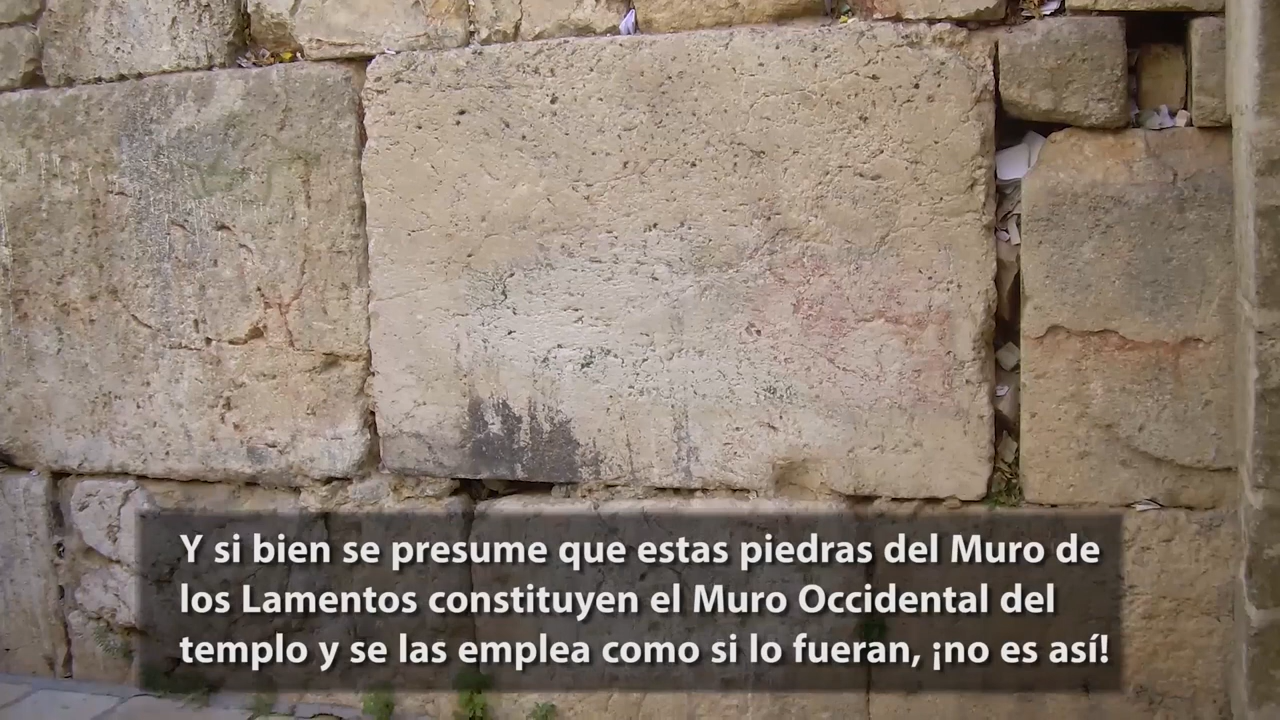 Y si bien se presume que estas piedras del Muro de
los Lamentos constituyen el Muro Occidental del
templo y se las emplea como si lo fueran, ¡no es así!